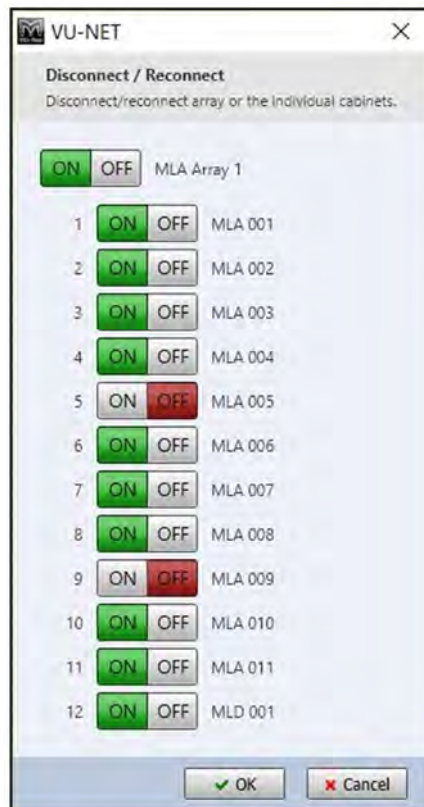 VU-NET
Disconnect / Reconnect
Disconnect/reconnect array or the individual cabinets.
ON OFF MLA Array 1
1 ON OFF MLA 001
2 ON OFF MLA 002
3 ON OFF MLA 003
4 ON OFF MLA 004
5 ON OFF MLA 005
6 ON OFF MLA 006
7 ON OFF MLA 007
8 ON OFF MLA 008
9 ON OFF MLA 009
10 ON OFF MLA 010
11 ON OFF MLA 011
12 ON OFF MLD 001
OK Cancel